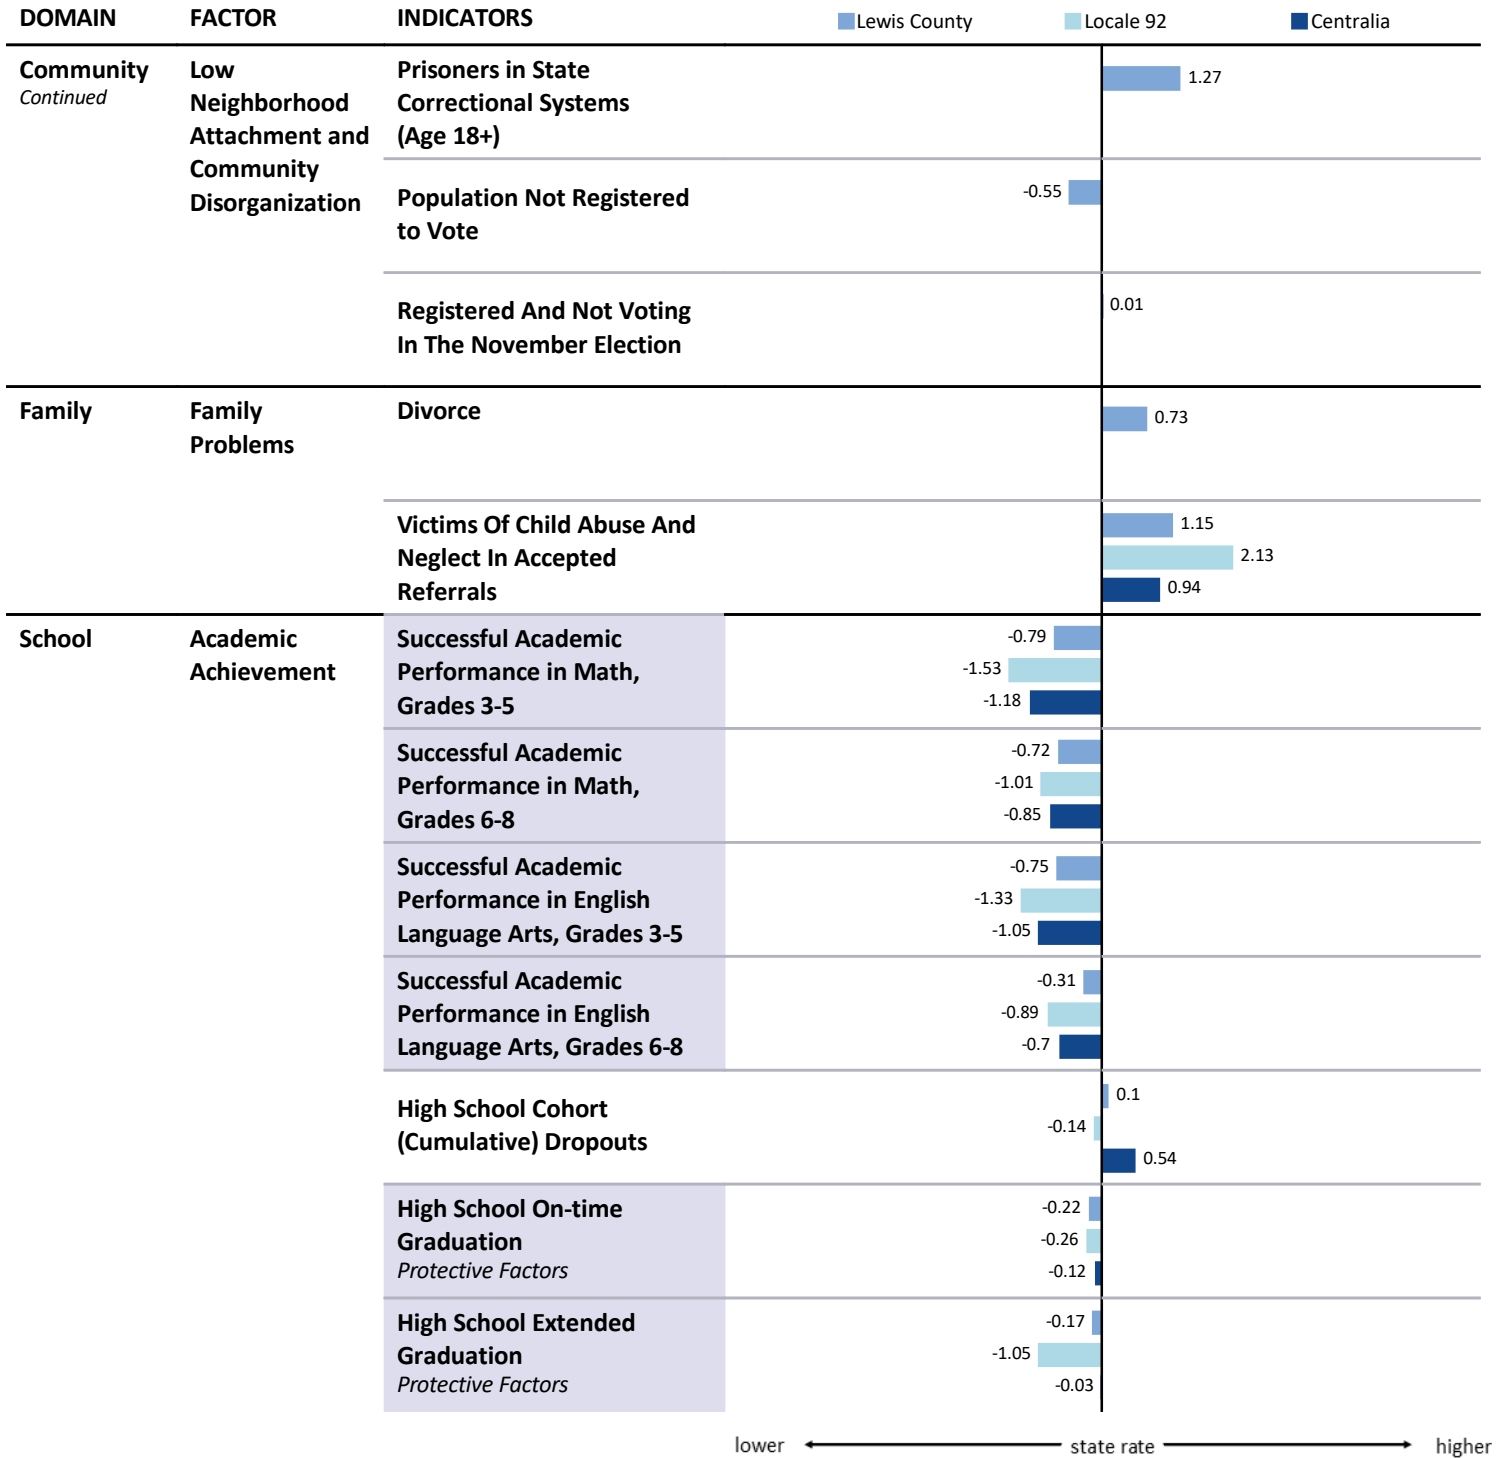 DOMAIN FACTOR INDICATORS Lewis County Locale 92 Centralia
Community
Continued
Low
Neighborhood
Attachment and
Community
Disorganization
Prisoners in State
Correctional Systems
(Age 18+)
1.27
Population Not Registered
to Vote
-0.55
Registered And Not Voting
In The November Election
0.01
Family
Family
Problems
Divorce
0.73
Victims Of Child Abuse And
Neglect In Accepted
Referrals
1.15
2.13
0.94
School
Academic
Achievement
Successful Academic
Performance in Math,
Grades 3-5
-0.79
-1.53
-1.18
Successful Academic
Performance in Math,
Grades 6-8
-0.72
-1.01
-0.85
Successful Academic
Performance in English
Language Arts, Grades 3-5
-0.75
-1.33
-1.05
Successful Academic
Performance in English
Language Arts, Grades 6-8
-0.31
-0.89
-0.7
High School Cohort
(Cumulative) Dropouts
0.1
-0.14
0.54
High School On-time
Graduation
Protective Factors
-0.22
-0.26
-0.12
High School Extended
Graduation
Protective Factors
-0.17
-1.05
-0.03
lower state rate higher